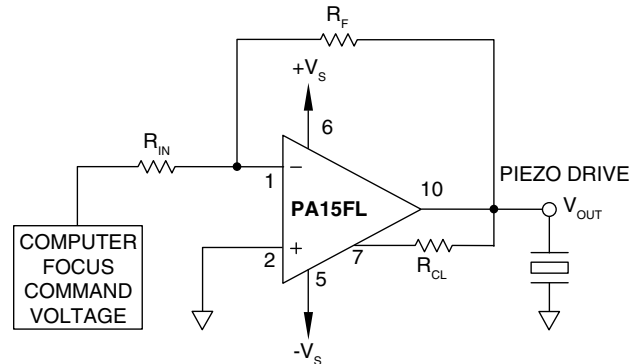 R_F
+V_S
6
R_IN
1
−
PA15FL
10
PIEZO DRIVE
V_OUT
COMPUTER
FOCUS
COMMAND
VOLTAGE
2
+
7
R_CL
5
-V_S